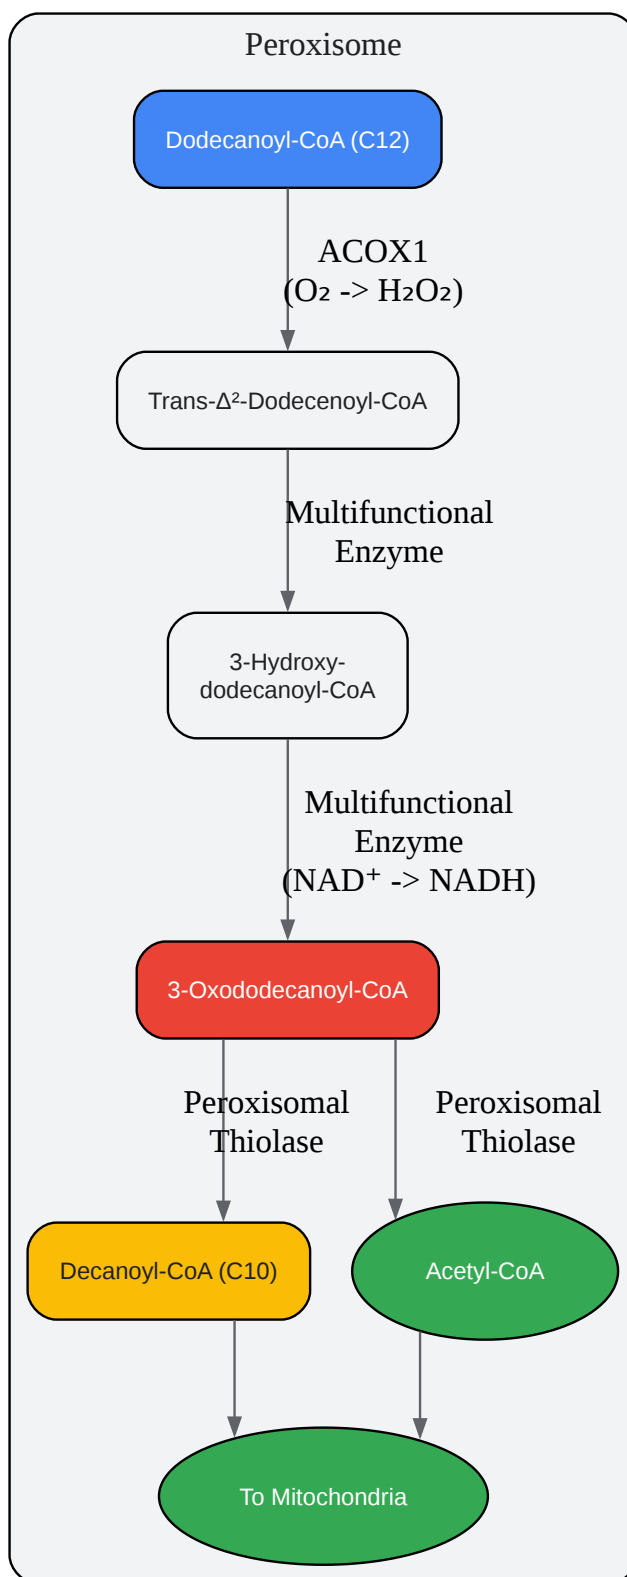 Peroxisome
Dodecanoyl-CoA (C12)
ACOX1
(O₂ -> H₂O₂)
Trans-Δ²-Dodecenoyl-CoA
Multifunctional
Enzyme
3-Hydroxy-
dodecanoyl-CoA
Multifunctional
Enzyme
(NAD⁺ -> NADH)
3-Oxododecanoyl-CoA
Peroxisomal
Thiolase
Peroxisomal
Thiolase
Decanoyl-CoA (C10)
Acetyl-CoA
To Mitochondria